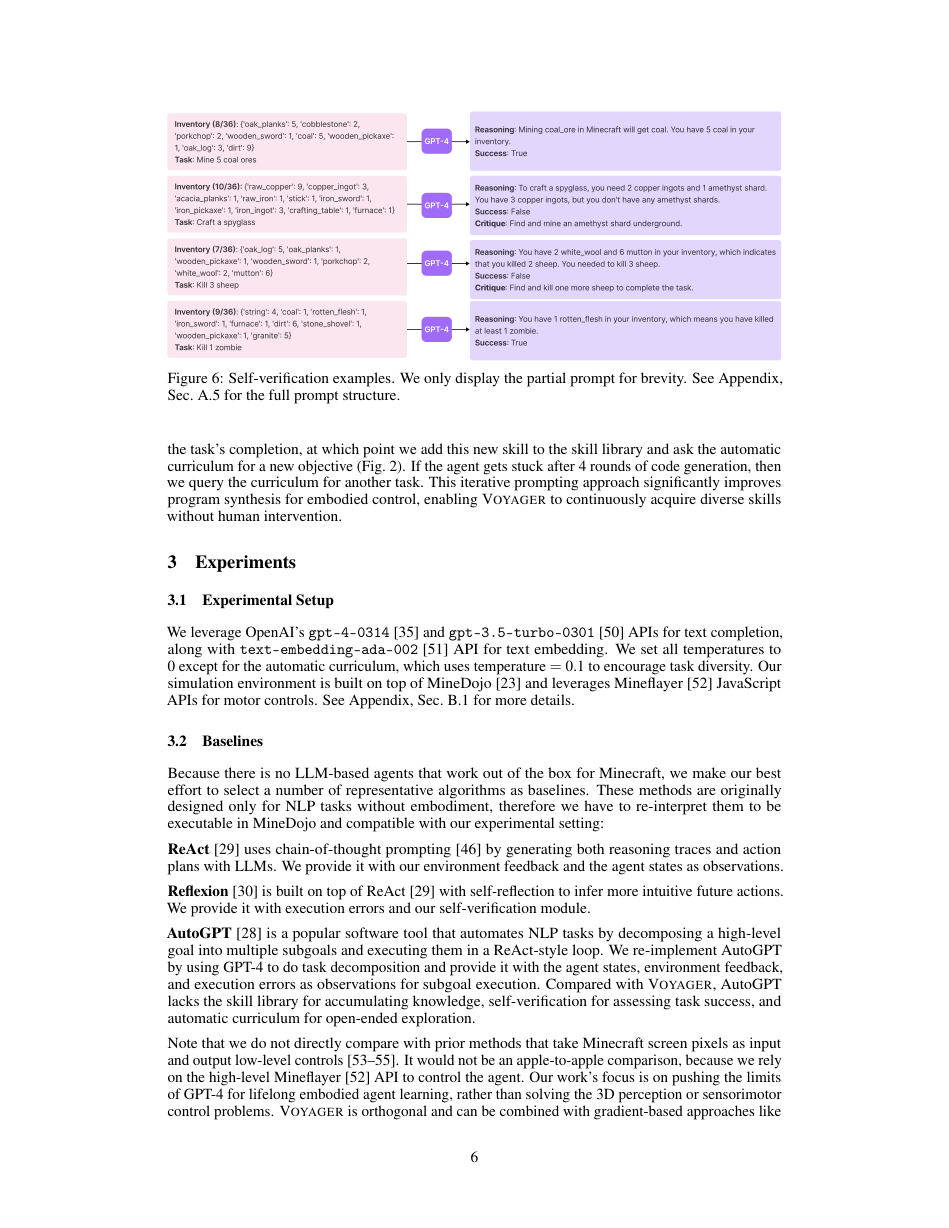 Inventory (8/36): {'oak_planks': 5, 'cobblestone': 2,
'porkchop': 2, 'wooden_sword': 1, 'coal': 5, 'wooden_pickaxe':
1, 'oak_log': 3, 'dirt': 9}
Task: Mine 5 coal ores
GPT-4
Reasoning: Mining coal_ore in Minecraft will get coal. You have 5 coal in your
inventory.
Success: True
Inventory (10/36): {'raw_copper': 9, 'copper_ingot': 3,
'acacia_planks': 1, 'raw_iron': 1, 'stick': 1, 'iron_sword': 1,
'iron_pickaxe': 1, 'iron_ingot': 3, 'crafting_table': 1, 'furnace': 1}
Task: Craft a spyglass
GPT-4
Reasoning: To craft a spyglass, you need 2 copper ingots and 1 amethyst shard.
You have 3 copper ingots, but you don't have any amethyst shards.
Success: False
Critique: Find and mine an amethyst shard underground.
Inventory (7/36): {'oak_log': 5, 'oak_planks': 1,
'wooden_pickaxe': 1, 'wooden_sword': 1, 'porkchop': 2,
'white_wool': 2, 'mutton': 6}
Task: Kill 3 sheep
GPT-4
Reasoning: You have 2 white_wool and 6 mutton in your inventory, which indicates
that you killed 2 sheep. You needed to kill 3 sheep.
Success: False
Critique: Find and kill one more sheep to complete the task.
Inventory (9/36): {'string': 4, 'coal': 1, 'rotten_flesh': 1,
'iron_sword': 1, 'furnace': 1, 'dirt': 6, 'stone_shovel': 1,
'wooden_pickaxe': 1, 'granite': 5}
Task: Kill 1 zombie
GPT-4
Reasoning: You have 1 rotten_flesh in your inventory, which means you have killed
at least 1 zombie.
Success: True
Figure 6: Self-verification examples. We only display the partial prompt for brevity. See Appendix,
Sec. A.5 for the full prompt structure.
the task's completion, at which point we add this new skill to the skill library and ask the automatic
curriculum for a new objective (Fig. 2). If the agent gets stuck after 4 rounds of code generation, then
we query the curriculum for another task. This iterative prompting approach significantly improves
program synthesis for embodied control, enabling VOYAGER to continuously acquire diverse skills
without human intervention.
3 Experiments
3.1 Experimental Setup
We leverage OpenAI's gpt-4-0314 [35] and gpt-3.5-turbo-0301 [50] APIs for text completion,
along with text-embedding-ada-002 [51] API for text embedding. We set all temperatures to
0 except for the automatic curriculum, which uses temperature = 0.1 to encourage task diversity. Our
simulation environment is built on top of MineDojo [23] and leverages Mineflayer [52] JavaScript
APIs for motor controls. See Appendix, Sec. B.1 for more details.
3.2 Baselines
Because there is no LLM-based agents that work out of the box for Minecraft, we make our best
effort to select a number of representative algorithms as baselines. These methods are originally
designed only for NLP tasks without embodiment, therefore we have to re-interpret them to be
executable in MineDojo and compatible with our experimental setting:
ReAct [29] uses chain-of-thought prompting [46] by generating both reasoning traces and action
plans with LLMs. We provide it with our environment feedback and the agent states as observations.
Reflexion [30] is built on top of ReAct [29] with self-reflection to infer more intuitive future actions.
We provide it with execution errors and our self-verification module.
AutoGPT [28] is a popular software tool that automates NLP tasks by decomposing a high-level
goal into multiple subgoals and executing them in a ReAct-style loop. We re-implement AutoGPT
by using GPT-4 to do task decomposition and provide it with the agent states, environment feedback,
and execution errors as observations for subgoal execution. Compared with VOYAGER, AutoGPT
lacks the skill library for accumulating knowledge, self-verification for assessing task success, and
automatic curriculum for open-ended exploration.
Note that we do not directly compare with prior methods that take Minecraft screen pixels as input
and output low-level controls [53–55]. It would not be an apple-to-apple comparison, because we rely
on the high-level Mineflayer [52] API to control the agent. Our work's focus is on pushing the limits
of GPT-4 for lifelong embodied agent learning, rather than solving the 3D perception or sensorimotor
control problems. VOYAGER is orthogonal and can be combined with gradient-based approaches like
6